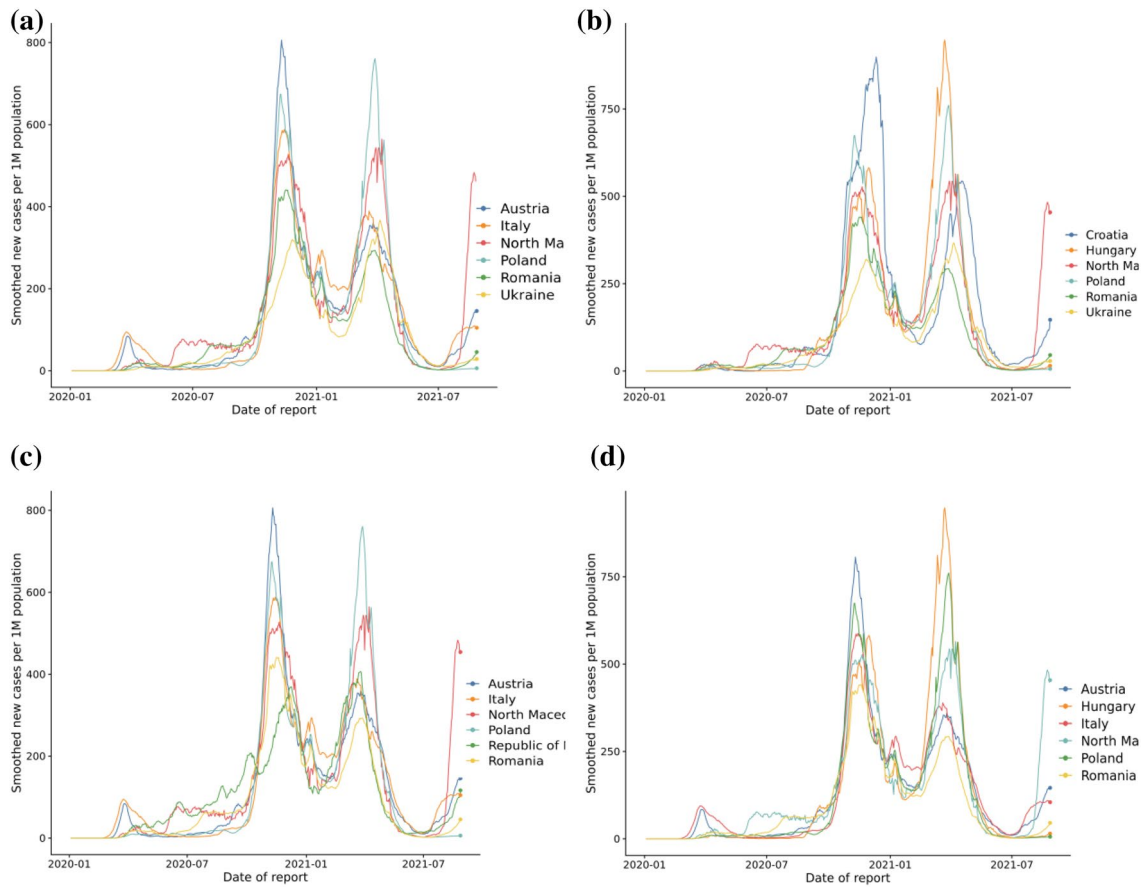 (a)
Smoothed new cases per 1M population
800
600
400
200
0
2020-01
2020-07
2021-01
2021-07
Date of report
Austria
Italy
North Ma
Poland
Romania
Ukraine
(b)
Smoothed new cases per 1M population
750
500
250
0
2020-01
2020-07
2021-01
2021-07
Date of report
Croatia
Hungary
North Ma
Poland
Romania
Ukraine
(c)
Smoothed new cases per 1M population
800
600
400
200
0
2020-01
2020-07
2021-01
2021-07
Date of report
Austria
Italy
North Macec
Poland
Republic of I
Romania
(d)
Smoothed new cases per 1M population
750
500
250
0
2020-01
2020-07
2021-01
2021-07
Date of report
Austria
Hungary
Italy
North Ma
Poland
Romania